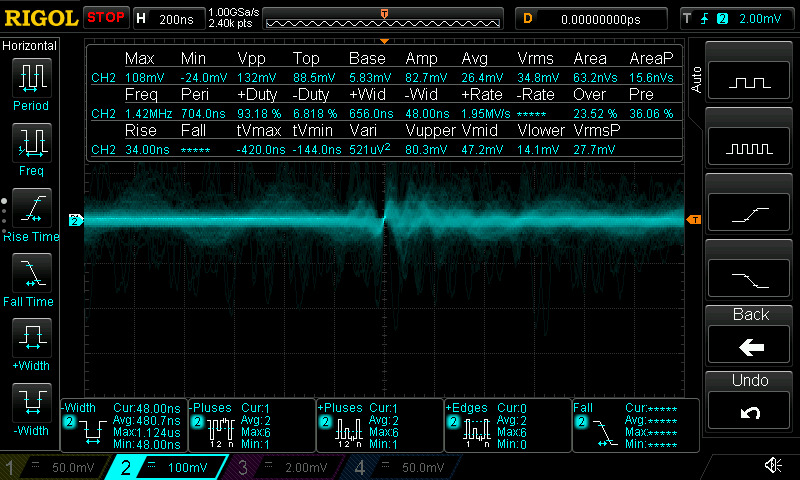 RIGOL STOP H 200ns 1.00GSa/s 2.40k pts T D 0.00000000ps T 2 2.00mV
Horizontal
Period
Freq
Rise Time
Fall Time
+Width
-Width
Max Min Vpp Top Base Amp Avg Vrms Area AreaP
CH2 108mV -24.0mV 132mV 88.5mV 5.83mV 82.7mV 26.4mV 34.8mV 63.2nVs 15.6nVs
Freq Peri +Duty -Duty +Wid -Wid +Rate -Rate Over Pre
CH2 1.42MHz 704.0ns 93.18 % 6.818 % 656.0ns 48.00ns 1.95MV/s ***** 23.52 % 36.06 %
Rise Fall tVmax tVmin Vari Vupper Vmid Vlower VrmsP
CH2 34.00ns ***** -420.0ns -144.0ns 521uV² 80.3mV 47.2mV 14.1mV 27.7mV
2
T
Auto
Back
Undo
-Width Cur:48.00ns
2 Avg:480.7ns
Max:1.124us
Min:48.00ns
-Pluses Cur:1
2 Avg:2
Max:6
1 2 n Min:1
+Pluses Cur:1
2 Avg:2
Max:6
1 2 n Min:1
+Edges Cur:0
2 Avg:2
Max:6
1 2 n Min:0
Fall Cur:*****
2 Avg:*****
Max:*****
Min:*****
1 50.0mV 2 100mV 3 2.00mV 4 50.0mV